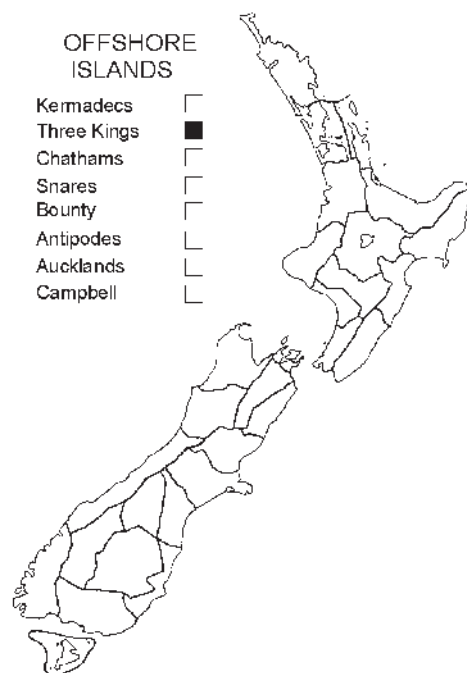 OFFSHORE
ISLANDS
Kermadecs
Three Kings
Chathams
Snares
Bounty
Antipodes
Aucklands
Campbell